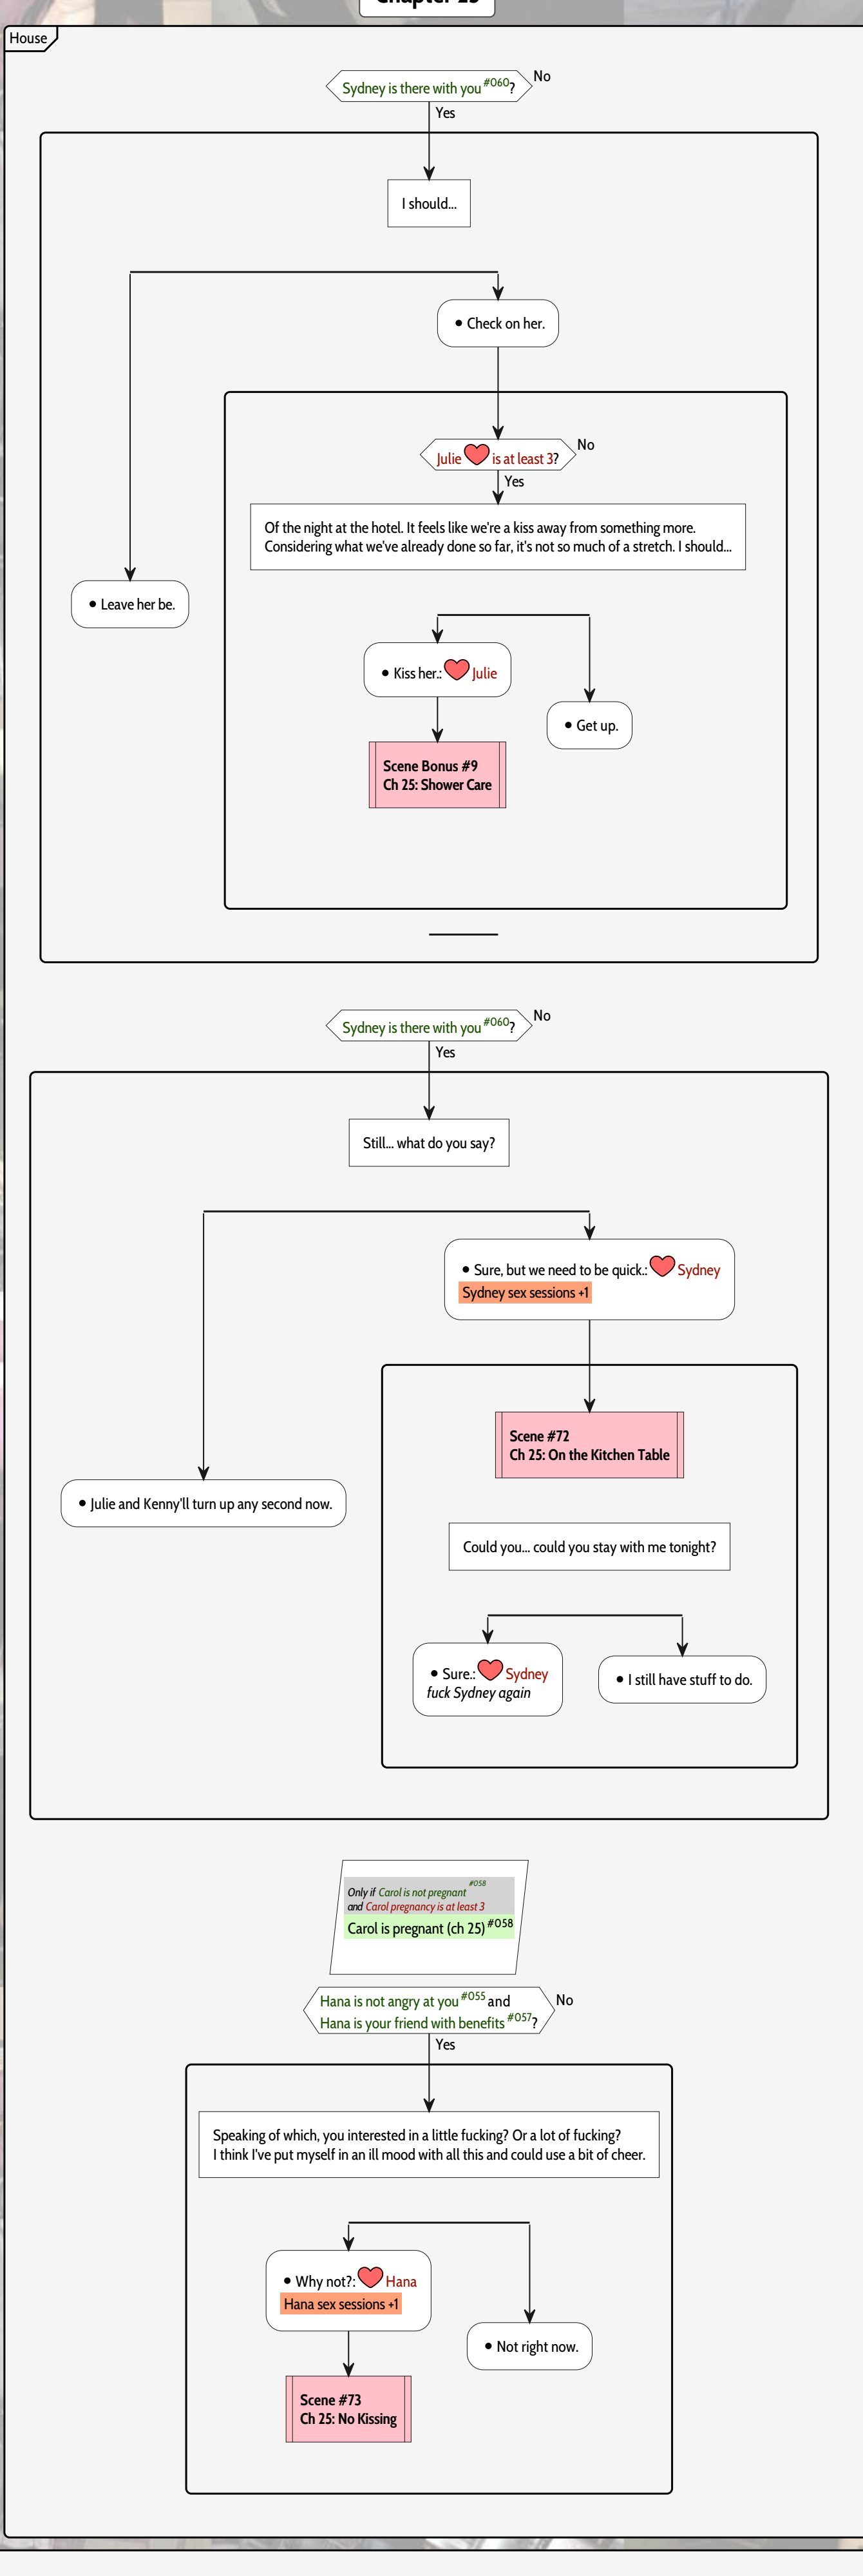 Chapter 25
House
Sydney is there with you #060?
No
Yes
I should...
• Check on her.
Julie is at least 3?
No
Yes
Of the night at the hotel. It feels like we're a kiss away from something more.
Considering what we've already done so far, it's not so much of a stretch. I should...
• Leave her be.
• Kiss her.: Julie
• Get up.
Scene Bonus #9
Ch 25: Shower Care
Sydney is there with you #060?
No
Yes
Still... what do you say?
• Sure, but we need to be quick.: Sydney
Sydney sex sessions +1
Scene #72
Ch 25: On the Kitchen Table
• Julie and Kenny'll turn up any second now.
Could you... could you stay with me tonight?
• Sure.: Sydney
fuck Sydney again
• I still have stuff to do.
Only if Carol is not pregnant #058
and Carol pregnancy is at least 3
Carol is pregnant (ch 25) #058
Hana is not angry at you #055 and
Hana is your friend with benefits #057?
No
Yes
Speaking of which, you interested in a little fucking? Or a lot of fucking?
I think I've put myself in an ill mood with all this and could use a bit of cheer.
• Why not?: Hana
Hana sex sessions +1
• Not right now.
Scene #73
Ch 25: No Kissing